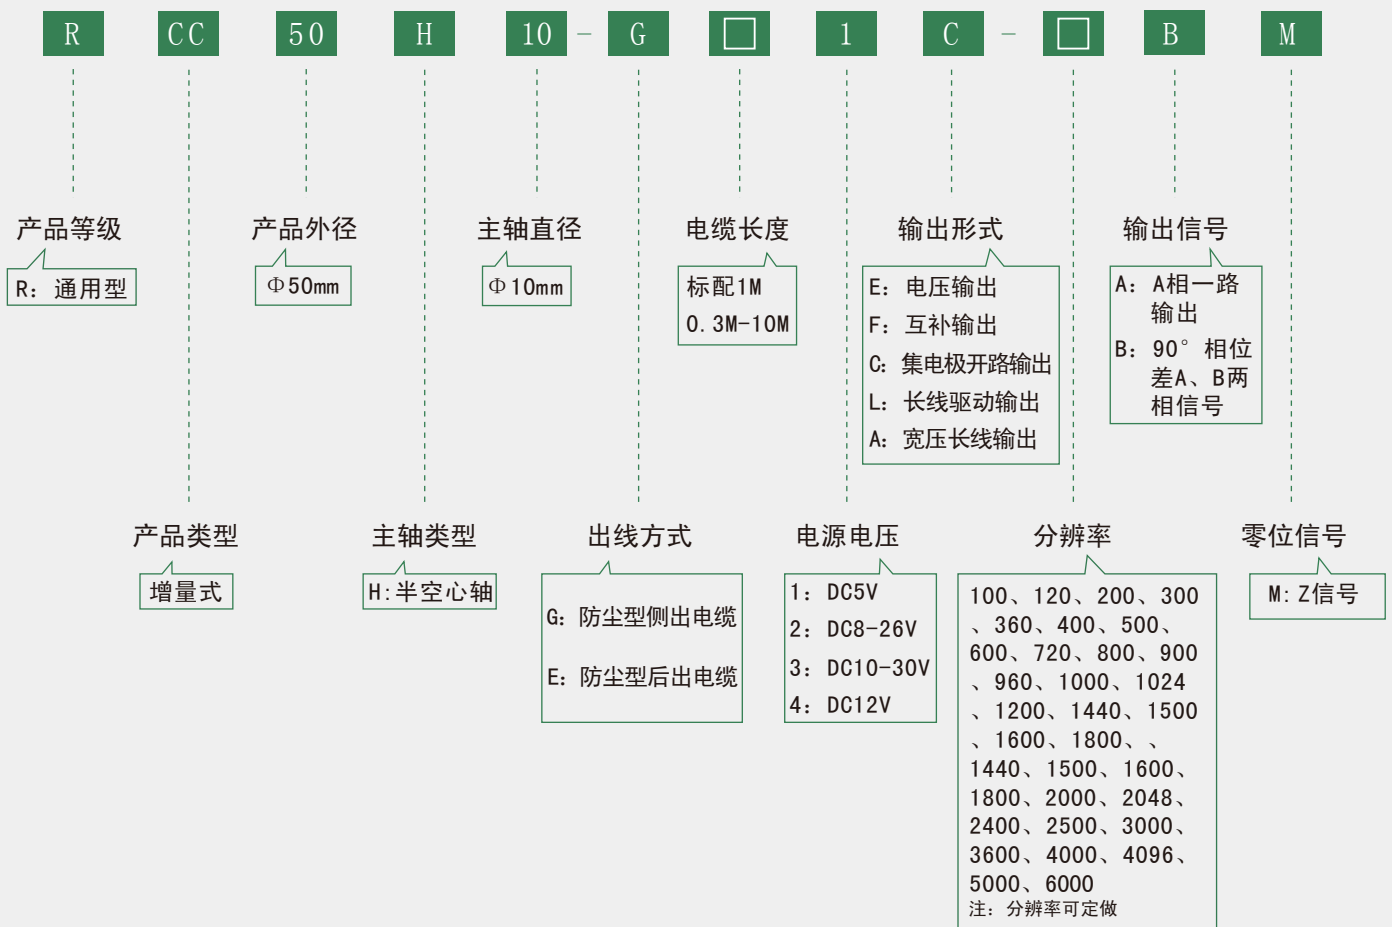 R CC 50 H 10 - G □ 1 C - □ B M
产品等级
R: 通用型
产品外径
Φ50mm
主轴直径
Φ10mm
电缆长度
标配1M
0.3M-10M
输出形式
E: 电压输出
F: 互补输出
C: 集电极开路输出
L: 长线驱动输出
A: 宽压长线输出
输出信号
A: A相一路
输出
B: 90°相位
差A、B两
相信号
产品类型
增量式
主轴类型
H:半空心轴
出线方式
G: 防尘型侧出电缆
E: 防尘型后出电缆
电源电压
1: DC5V
2: DC8-26V
3: DC10-30V
4: DC12V
分辨率
100、120、200、300
、360、400、500、
600、720、800、900
、960、1000、1024
、1200、1440、1500
、1600、1800、、
1440、1500、1600、
1800、2000、2048、
2400、2500、3000、
3600、4000、4096、
5000、6000
注: 分辨率可定做
零位信号
M: Z信号